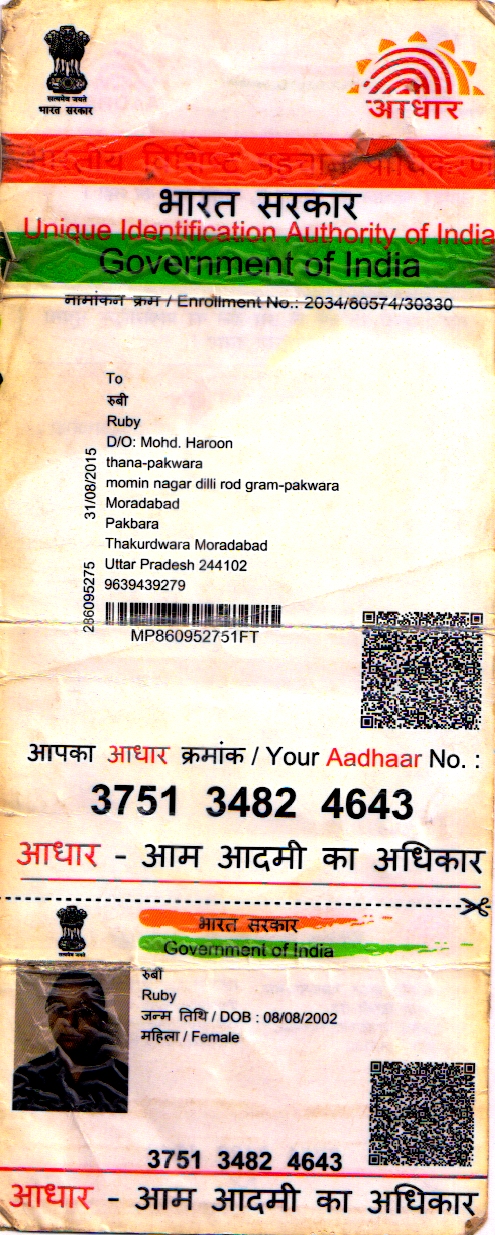 सत्यमेव जयते
भारत सरकार
आधार
भारतीय विशिष्ट पहचान प्राधिकरण
भारत सरकार
Unique Identification Authority of India
Government of India
नामांकन क्रम / Enrollment No.: 2034/60574/30330
To
रुबी
Ruby
D/O: Mohd. Haroon
thana-pakwara
momin nagar dilli rod gram-pakwara
Moradabad
Pakbara
Thakurdwara Moradabad
Uttar Pradesh 244102
9639439279
31/08/2015
286095275
MP860952751FT
आपका आधार क्रमांक / Your Aadhaar No. :
3751 3482 4643
आधार - आम आदमी का अधिकार
भारत सरकार
Government of India
रुबी
Ruby
जन्म तिथि / DOB : 08/08/2002
महिला / Female
3751 3482 4643
आधार - आम आदमी का अधिकार